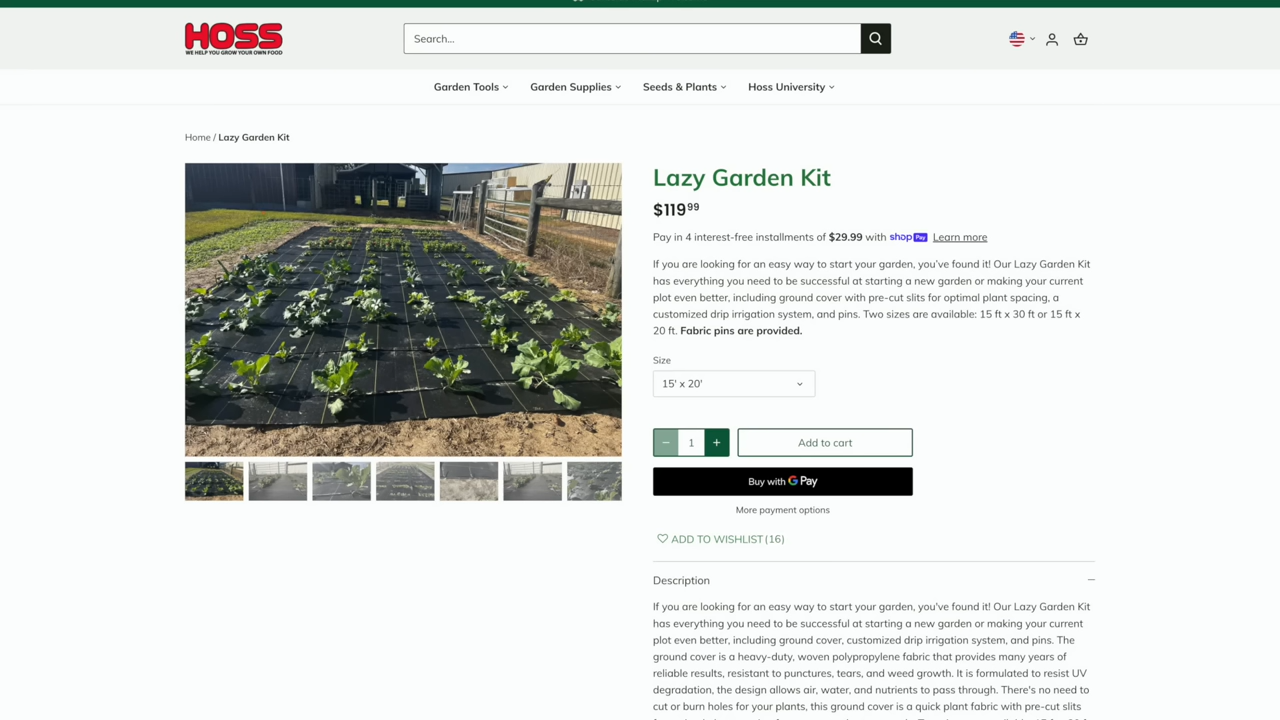 HOSS
WE HELP YOU GROW YOUR OWN FOOD
Search...
Garden Tools
Garden Supplies
Seeds & Plants
Hoss University
Home / Lazy Garden Kit
Lazy Garden Kit
$119.99
Pay in 4 interest-free installments of $29.99 with shop Pay Learn more
If you are looking for an easy way to start your garden, you've found it! Our Lazy Garden Kit
has everything you need to be successful at starting a new garden or making your current
plot even better, including ground cover with pre-cut slits for optimal plant spacing, a
customized drip irrigation system, and pins. Two sizes are available: 15 ft x 30 ft or 15 ft x
20 ft. Fabric pins are provided.
Size
15' x 20'
− 1 +
Add to cart
Buy with G Pay
More payment options
ADD TO WISHLIST (16)
Description
If you are looking for an easy way to start your garden, you've found it! Our Lazy Garden Kit
has everything you need to be successful at starting a new garden or making your current
plot even better, including ground cover, customized drip irrigation system, and pins. The
ground cover is a heavy-duty, woven polypropylene fabric that provides many years of
reliable results, resistant to punctures, tears, and weed growth. It is formulated to resist UV
degradation, the design allows air, water, and nutrients to pass through. There's no need to
cut or burn holes for your plants, this ground cover is a quick plant fabric with pre-cut slits